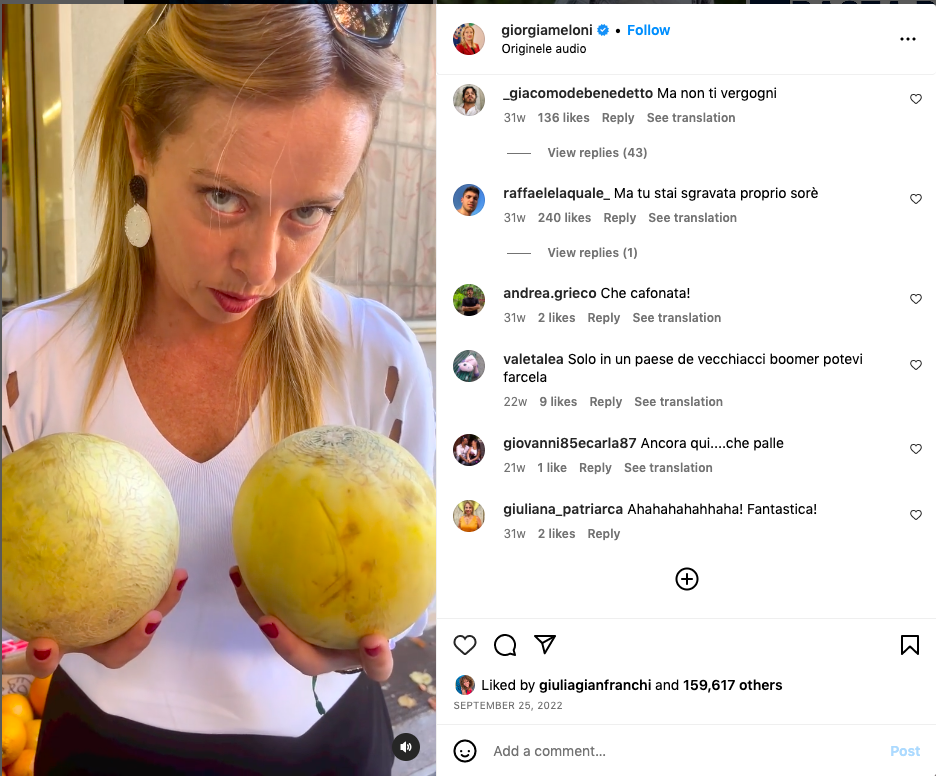 giorgiameloni • Follow
Originele audio
_giacomodebenedetto Ma non ti vergogni
31w 136 likes Reply See translation
View replies (43)
raffaelelaquale_ Ma tu stai sgravata proprio sorè
31w 240 likes Reply See translation
View replies (1)
andrea.grieco Che cafonata!
31w 2 likes Reply See translation
valetalea Solo in un paese de vecchiacci boomer potevi
farcela
22w 9 likes Reply See translation
giovanni85ecarla87 Ancora qui....che palle
21w 1 like Reply See translation
giuliana_patriarca Ahahahahahhaha! Fantastica!
31w 2 likes Reply
Liked by giuliagianfranchi and 159,617 others
SEPTEMBER 25, 2022
Add a comment...
Post